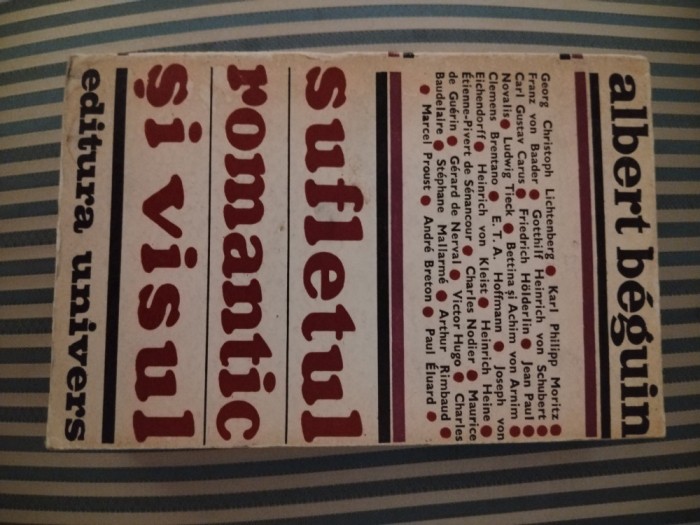 albert béguin
Georg Christoph Lichtenberg ● Karl Philipp Moritz ●
Franz von Baader ● Gotthilf Heinrich von Schubert ●
Carl Gustav Carus ● Friedrich Hölderlin ● Jean Paul ●
Novalis ● Ludwig Tieck ● Bettina și Achim von Arnim ●
Clemens Brentano ● E.T.A. Hoffmann ● Joseph von
Eichendorff ● Heinrich von Kleist ● Heinrich Heine ●
Étienne-Pivert de Sénancour ● Charles Nodier ● Maurice
de Guérin ● Gérard de Nerval ● Victor Hugo ● Charles
Baudelaire ● Stéphane Mallarmé ● Arthur Rimbaud ●
● Marcel Proust ● André Breton ● Paul Éluard ●
sufletul
romantic
și visul
editura univers